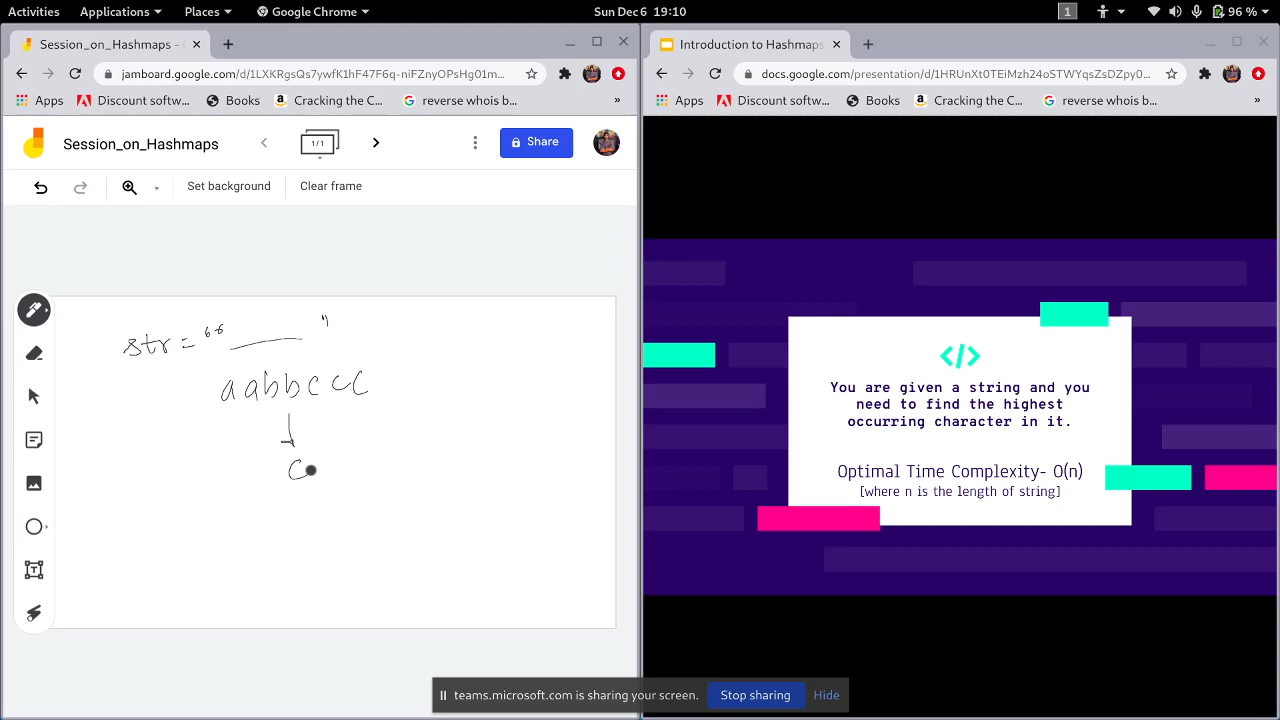 Activities Applications Places Google Chrome Sun Dec 6 19:10 1 96 %
Session_on_Hashmaps - G
jamboard.google.com/d/1LXKRgsQs7ywfK1hF47F6q-niFZnyOPsHg01m...
Apps Discount softw... Books Cracking the C... reverse whois b... »
Session_on_Hashmaps 1/1 Share
Set background Clear frame
str = “ ”
aabbccc
c
Introduction to Hashmaps
docs.google.com/presentation/d/1HRUnXt0TEiMzh24oSTWYqsZsDZpy0...
Apps Discount softw... Books Cracking the C... reverse whois b... »
</>
You are given a string and you
need to find the highest
occurring character in it.
Optimal Time Complexity- O(n)
[where n is the length of string]
teams.microsoft.com is sharing your screen. Stop sharing Hide